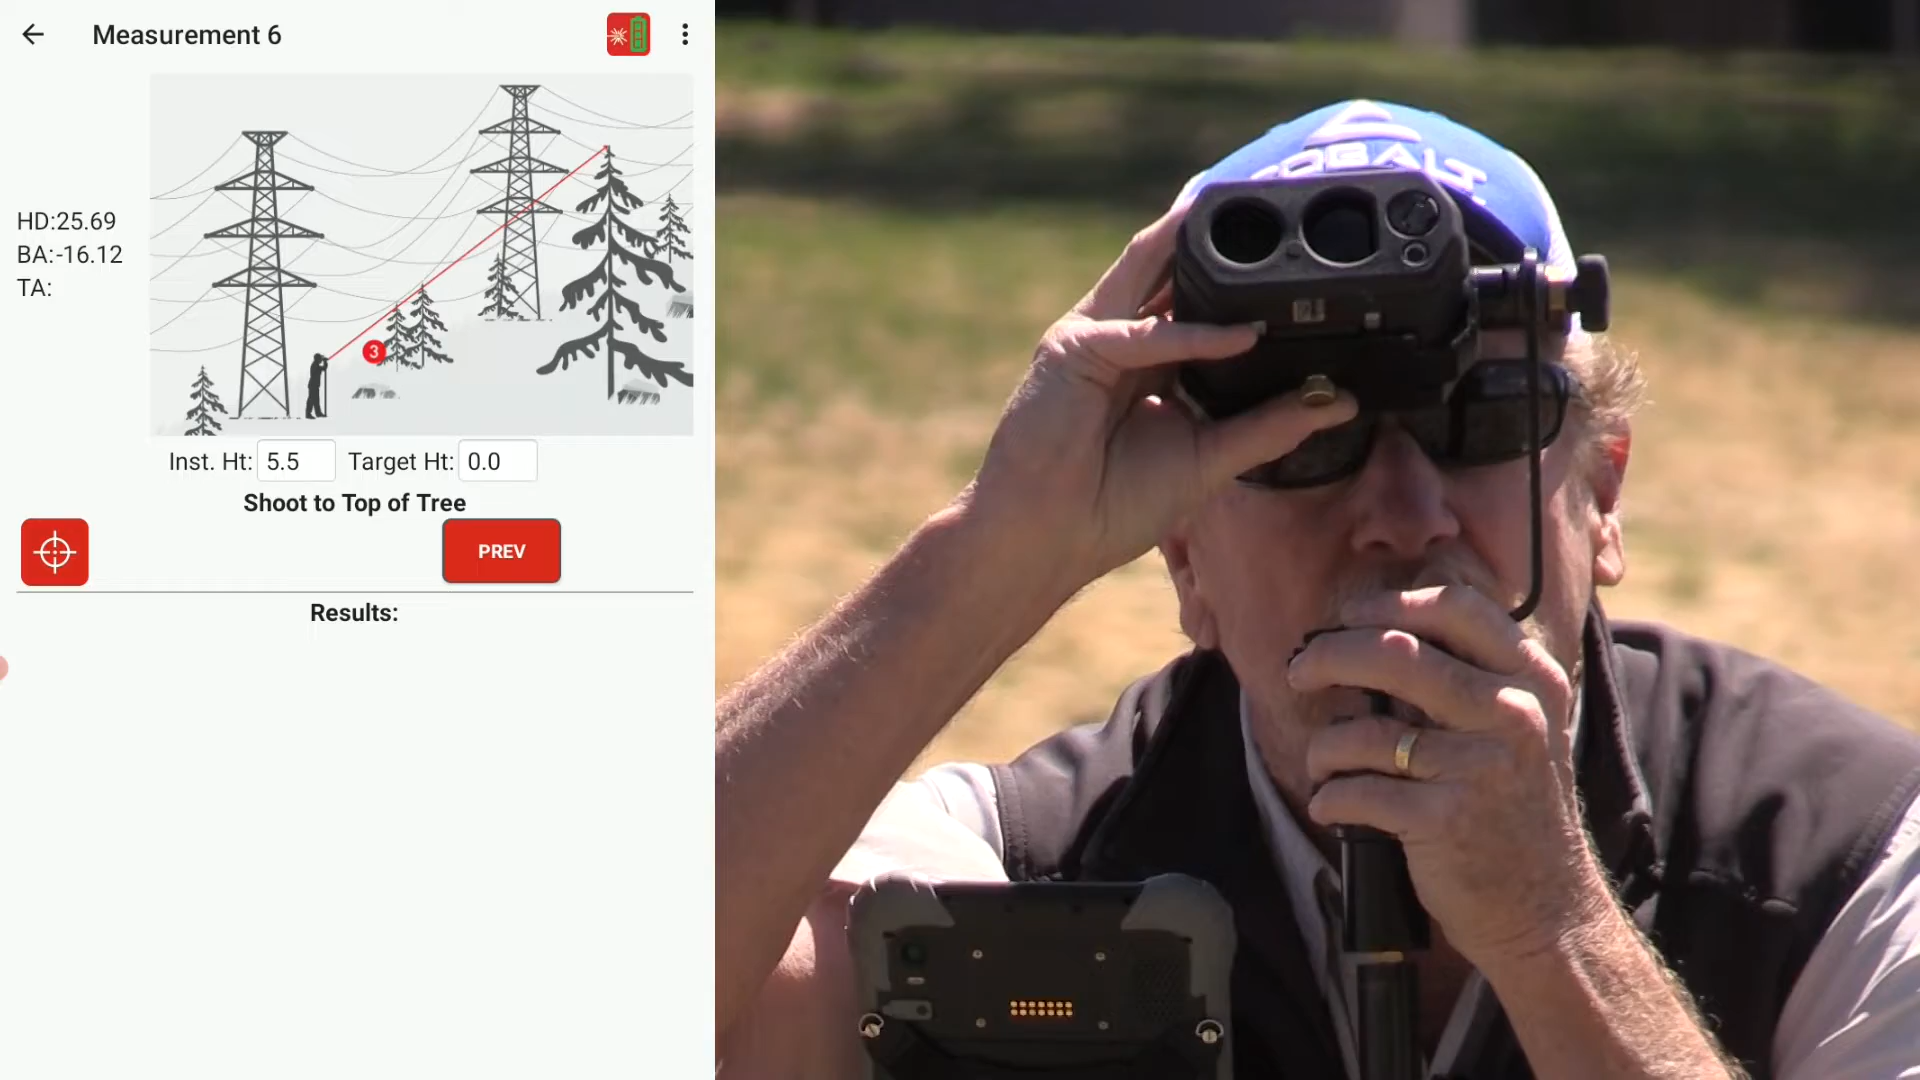 Measurement 6
HD:25.69
BA:-16.12
TA:
3
Inst. Ht: 5.5 Target Ht: 0.0
Shoot to Top of Tree
PREV
Results:
COBALT